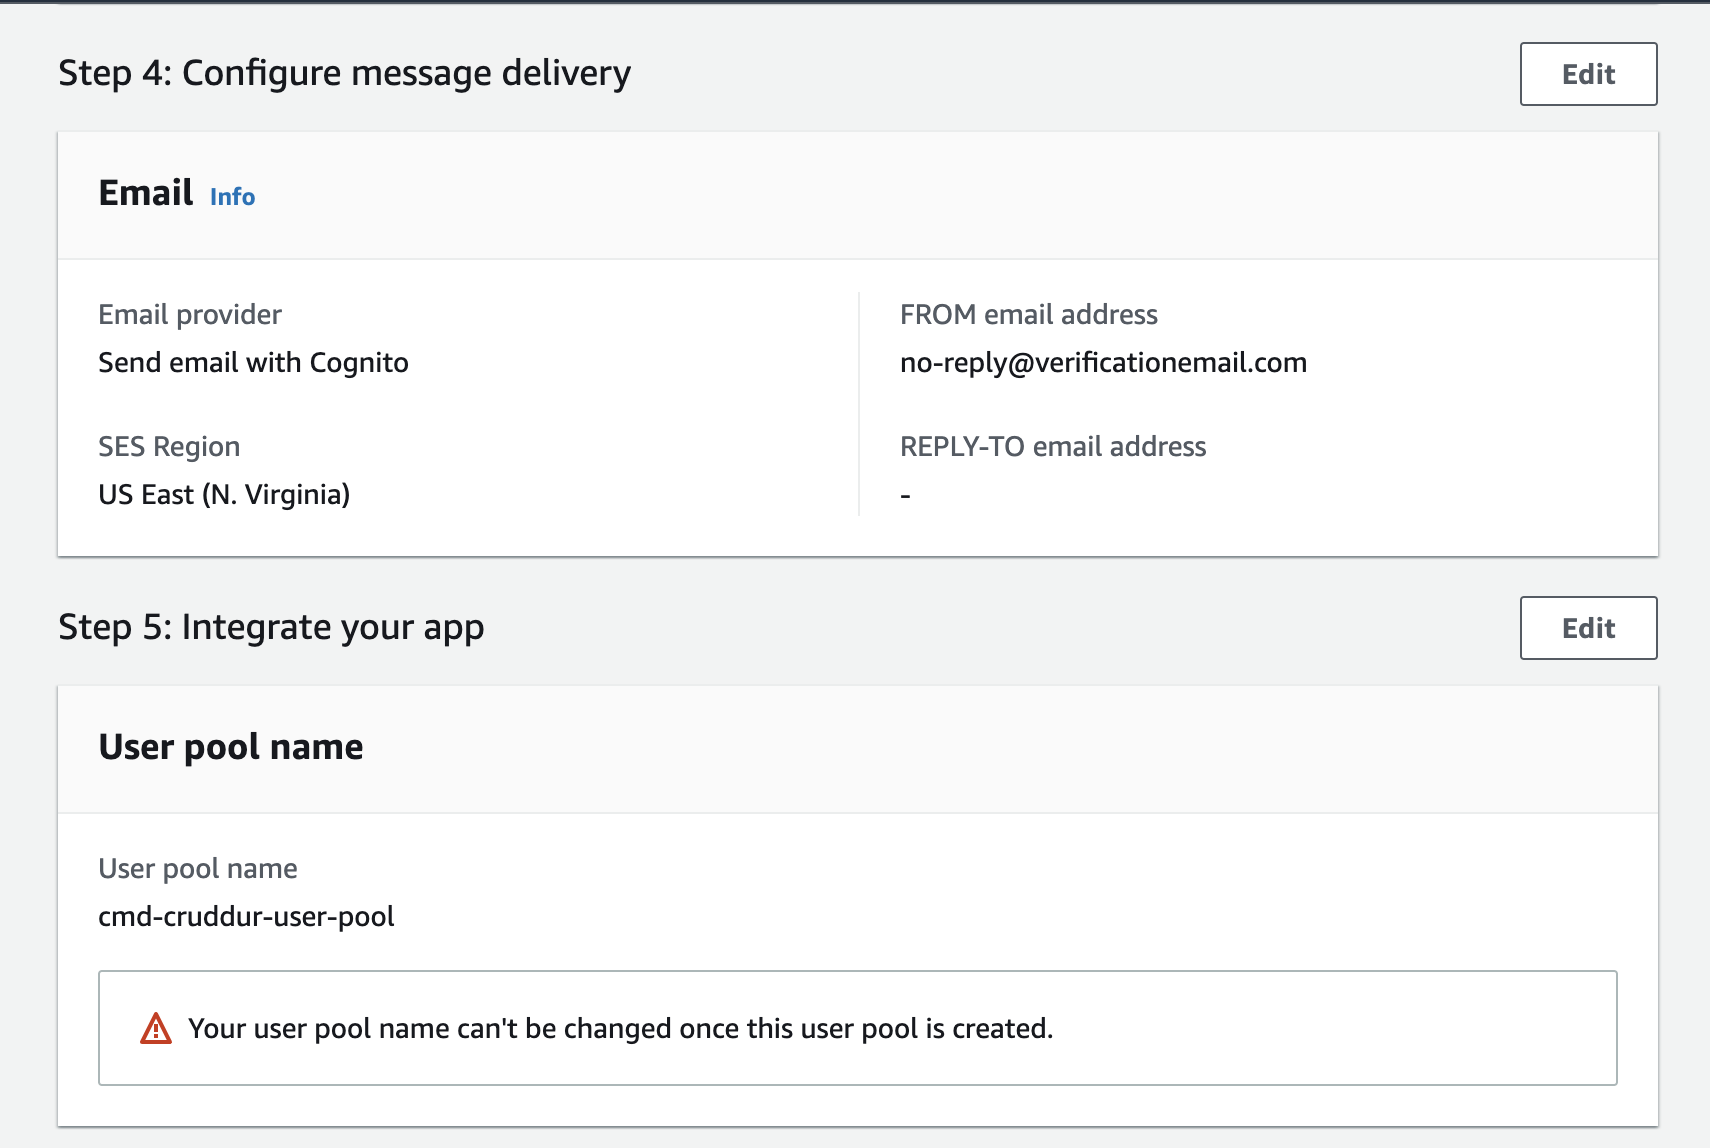 Step 4: Configure message delivery
Edit
Email Info
Email provider
Send email with Cognito
FROM email address
no-reply@verificationemail.com
SES Region
US East (N. Virginia)
REPLY-TO email address
-
Step 5: Integrate your app
Edit
User pool name
User pool name
cmd-cruddur-user-pool
Your user pool name can't be changed once this user pool is created.